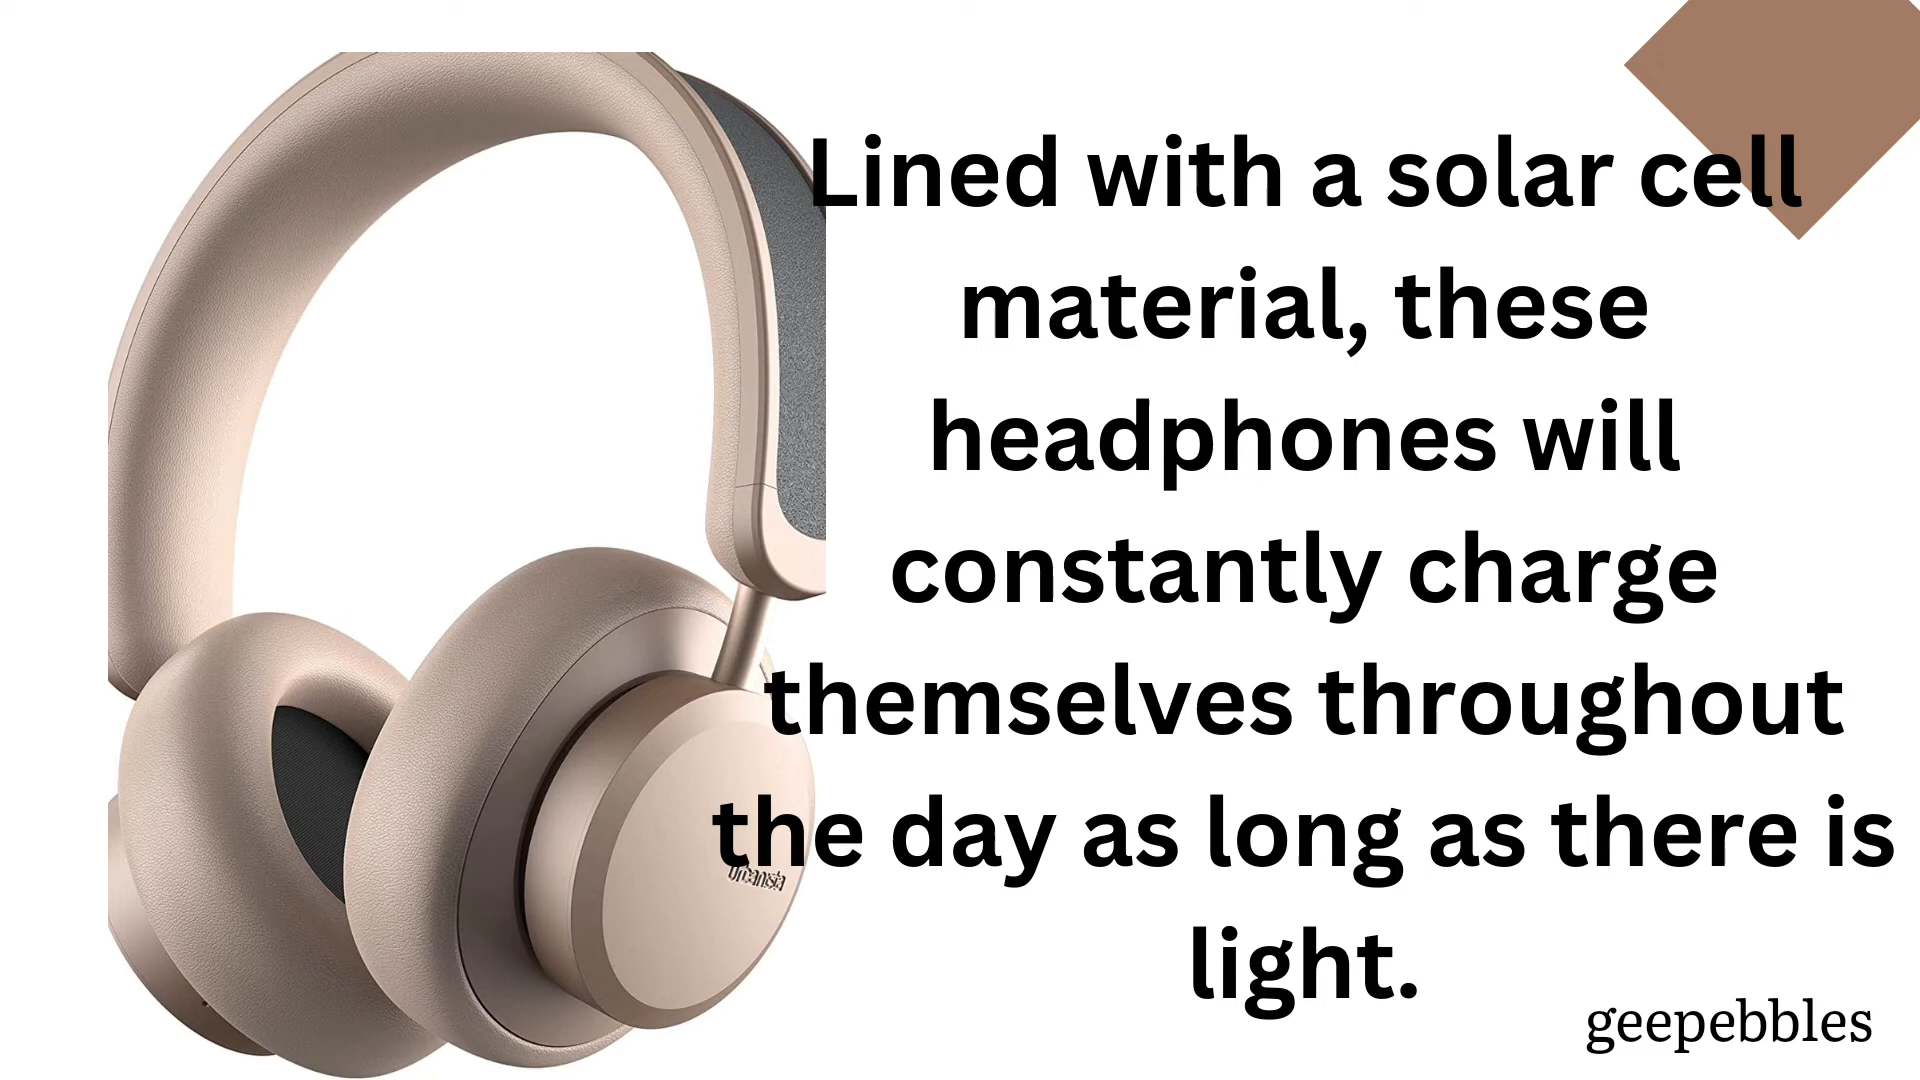 Lined with a solar cell
material, these
headphones will
constantly charge
themselves throughout
the day as long as there is
light.
Urbanista
geepebbles